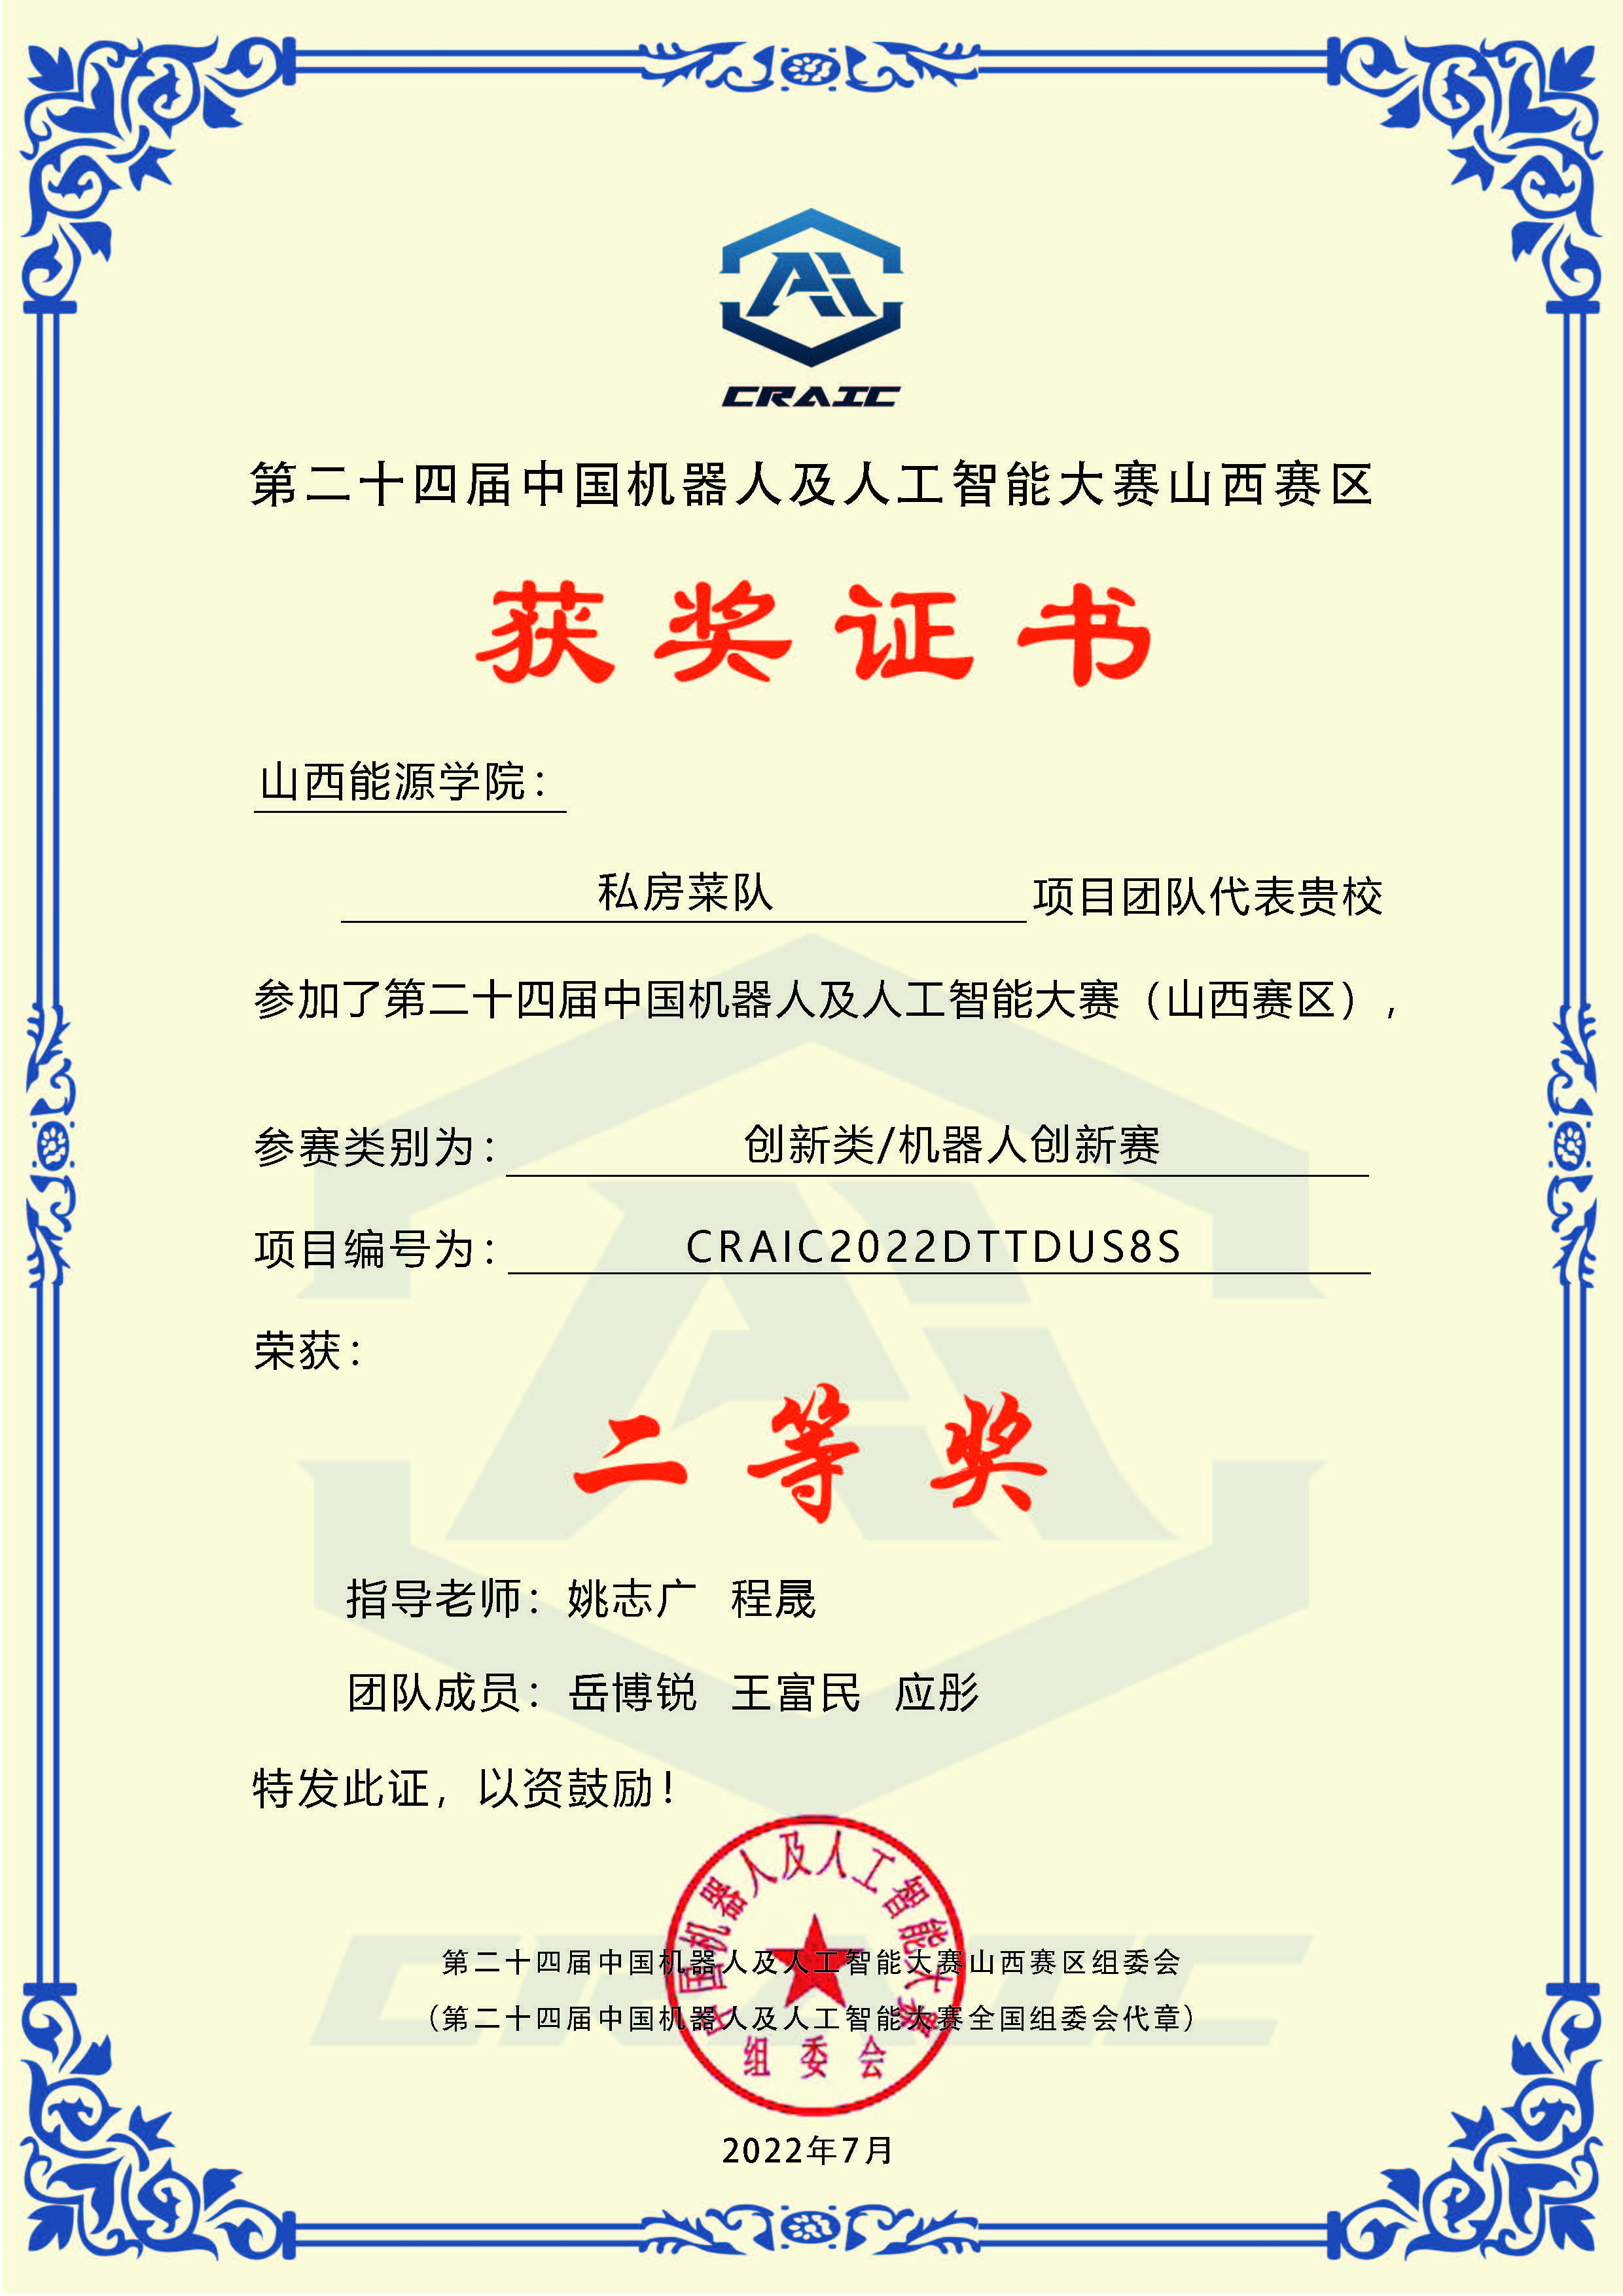 Ai
CRAIC
第二十四届中国机器人及人工智能大赛山西赛区
获奖证书
山西能源学院：
私房菜队 项目团队代表贵校
参加了第二十四届中国机器人及人工智能大赛（山西赛区），
参赛类别为： 创新类/机器人创新赛
项目编号为： CRAIC2022DTTDUS8S
荣获：
二等奖
指导老师：姚志广 程晟
团队成员：岳博锐 王富民 应彤
特发此证，以资鼓励！
中国机器人及人工智能大赛
第二十四届中国机器人及人工智能大赛山西赛区组委会
（第二十四届中国机器人及人工智能大赛全国组委会代章）
组委会
2022年7月